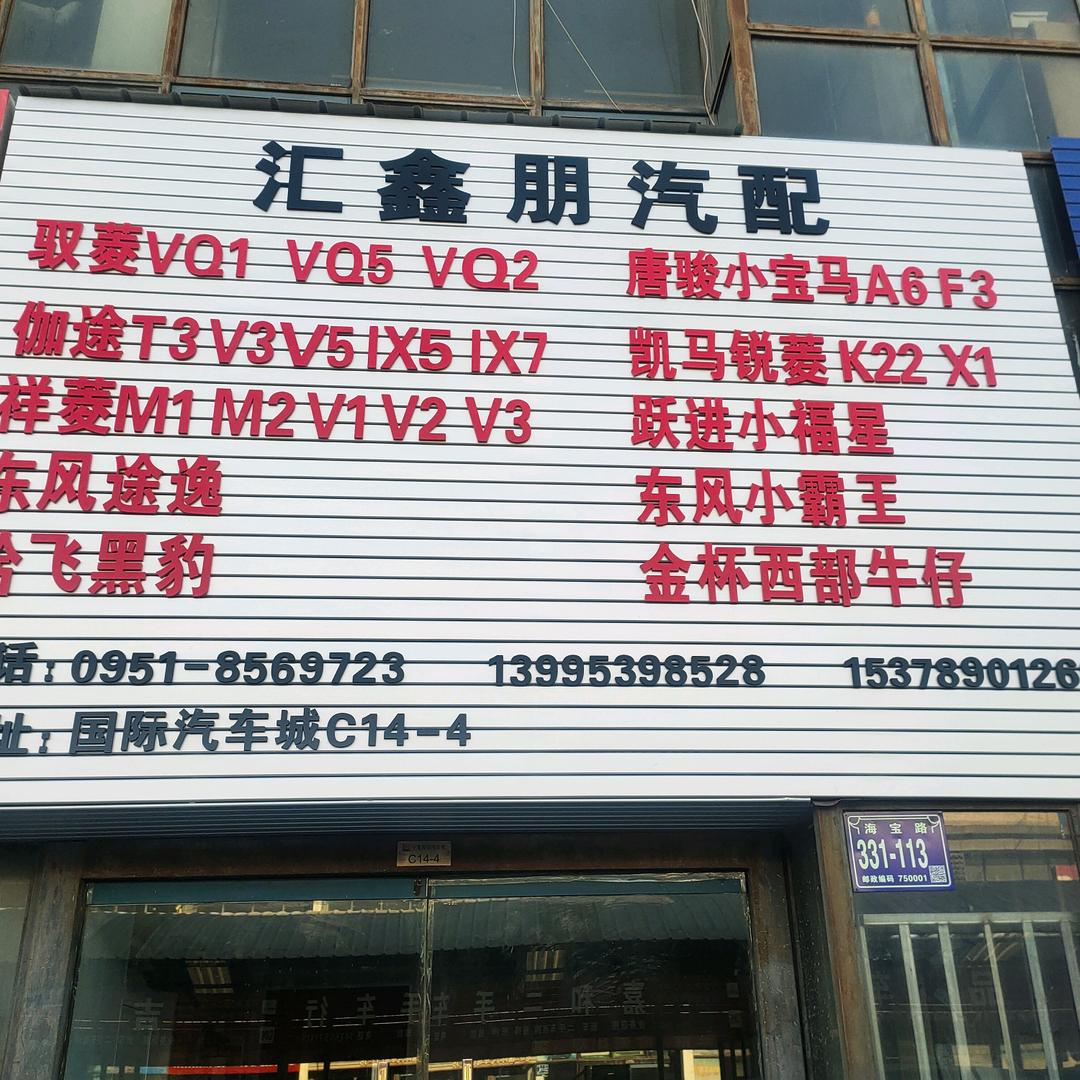 汇鑫朋汽配
驭菱VQ1 VQ5 VQ2 唐骏小宝马A6 F3
伽途T3 V3 V5 IX5 IX7 凯马锐菱K22 X1
祥菱M1 M2 V1 V2 V3 跃进小福星
东风途逸 东风小霸王
飞黑豹 金杯西部牛仔
话:0951-8569723 13995398528 1537890126
址:国际汽车城C14-4
C14-4
海宝路
331-113
邮政编码 750001